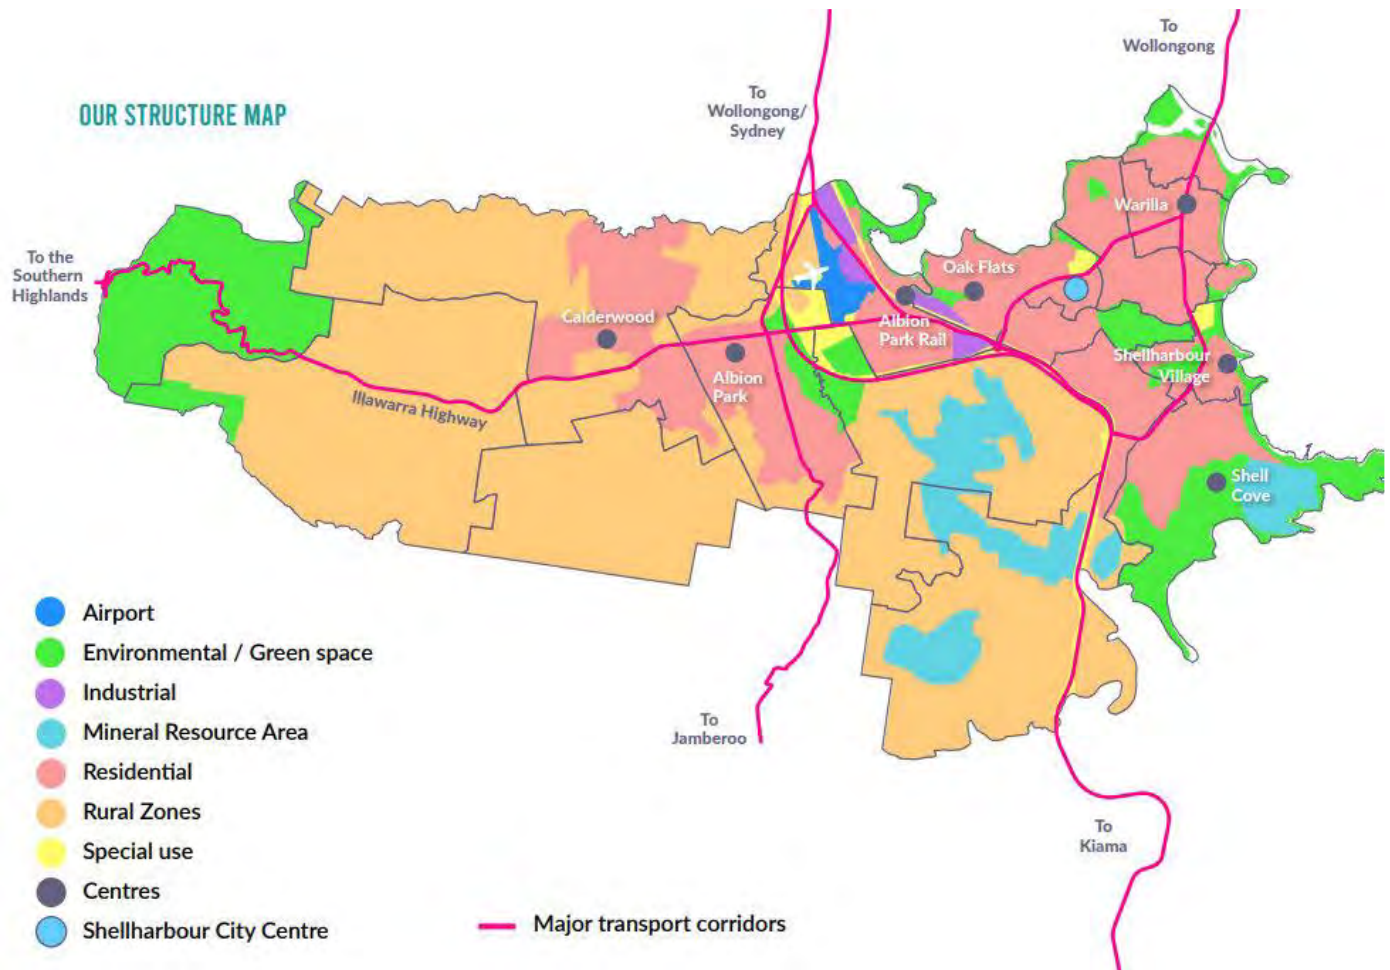 OUR STRUCTURE MAP
To
Wollongong
To
Wollongong/
Sydney
To the
Southern
Highlands
Warilla
Oak Flats
Calderwood
Albion
Park Rail
Shellharbour
Village
Albion
Park
Illawarra Highway
Shell
Cove
To
Jamberoo
To
Kiama
Airport
Environmental / Green space
Industrial
Mineral Resource Area
Residential
Rural Zones
Special use
Centres
Shellharbour City Centre
Major transport corridors